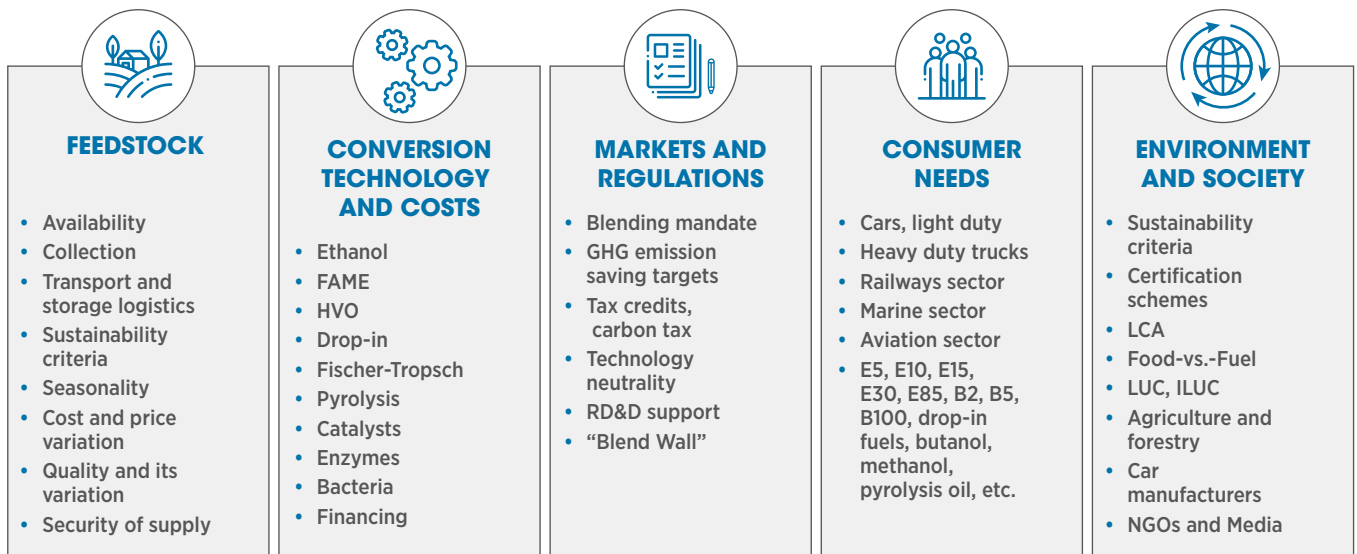 FEEDSTOCK
• Availability
• Collection
• Transport and
storage logistics
• Sustainability
criteria
• Seasonality
• Cost and price
variation
• Quality and its
variation
• Security of supply
CONVERSION
TECHNOLOGY
AND COSTS
• Ethanol
• FAME
• HVO
• Drop-in
• Fischer-Tropsch
• Pyrolysis
• Catalysts
• Enzymes
• Bacteria
• Financing
MARKETS AND
REGULATIONS
• Blending mandate
• GHG emission
saving targets
• Tax credits,
carbon tax
• Technology
neutrality
• RD&D support
• “Blend Wall”
CONSUMER
NEEDS
• Cars, light duty
• Heavy duty trucks
• Railways sector
• Marine sector
• Aviation sector
• E5, E10, E15,
E30, E85, B2, B5,
B100, drop-in
fuels, butanol,
methanol,
pyrolysis oil, etc.
ENVIRONMENT
AND SOCIETY
• Sustainability
criteria
• Certification
schemes
• LCA
• Food-vs.-Fuel
• LUC, ILUC
• Agriculture and
forestry
• Car
manufacturers
• NGOs and Media